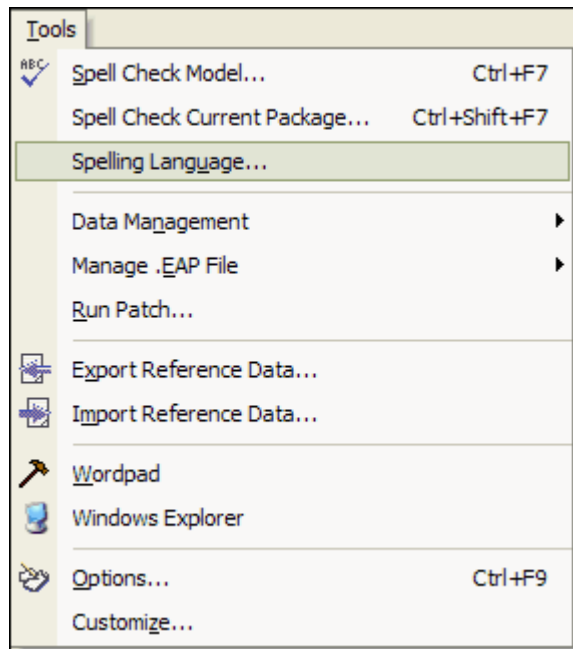 Tools
ABC
Spell Check Model... Ctrl+F7
Spell Check Current Package... Ctrl+Shift+F7
Spelling Language...
Data Management
Manage .EAP File
Run Patch...
Export Reference Data...
Import Reference Data...
Wordpad
Windows Explorer
Options... Ctrl+F9
Customize...